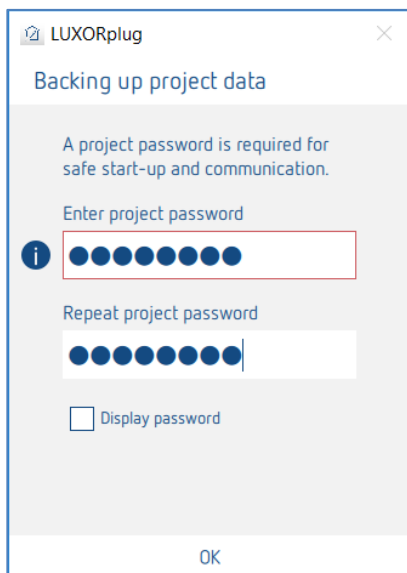 LUXORplug
Backing up project data
A project password is required for
safe start-up and communication.
Enter project password
i ●●●●●●●●
Repeat project password
●●●●●●●●
Display password
OK